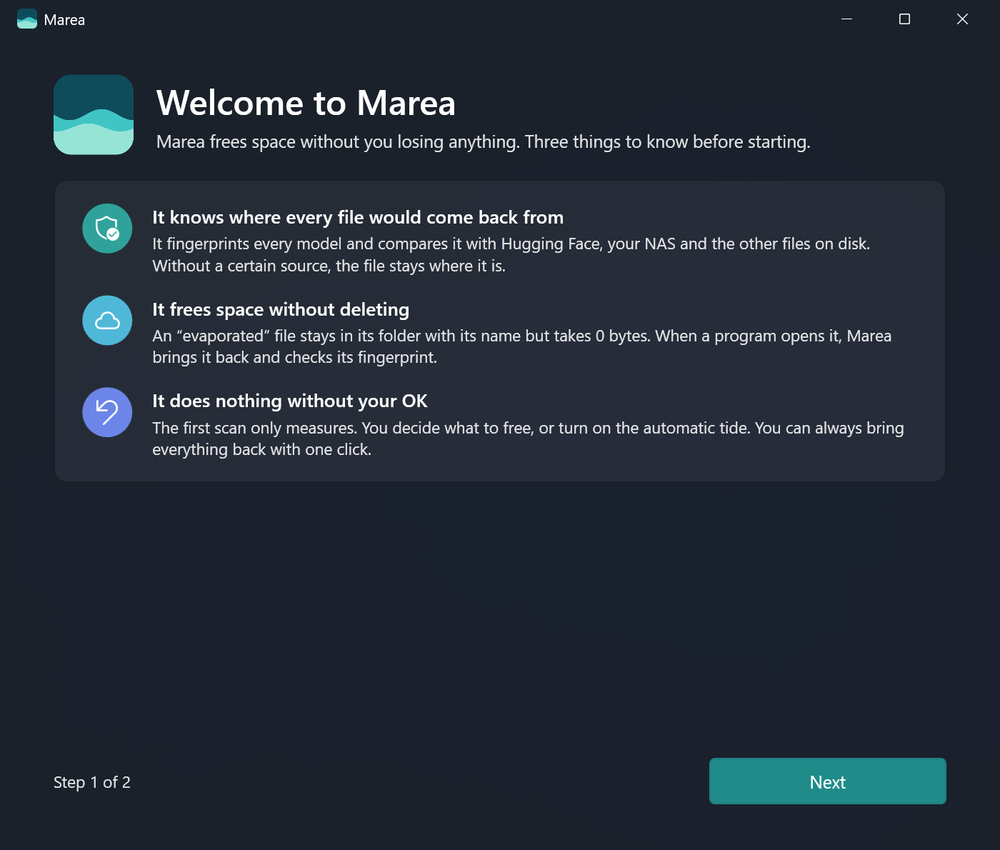 Marea
Welcome to Marea
Marea frees space without you losing anything. Three things to know before starting.
It knows where every file would come back from
It fingerprints every model and compares it with Hugging Face, your NAS and the other files on disk.
Without a certain source, the file stays where it is.
It frees space without deleting
An “evaporated” file stays in its folder with its name but takes 0 bytes. When a program opens it, Marea
brings it back and checks its fingerprint.
It does nothing without your OK
The first scan only measures. You decide what to free, or turn on the automatic tide. You can always bring
everything back with one click.
Step 1 of 2
Next